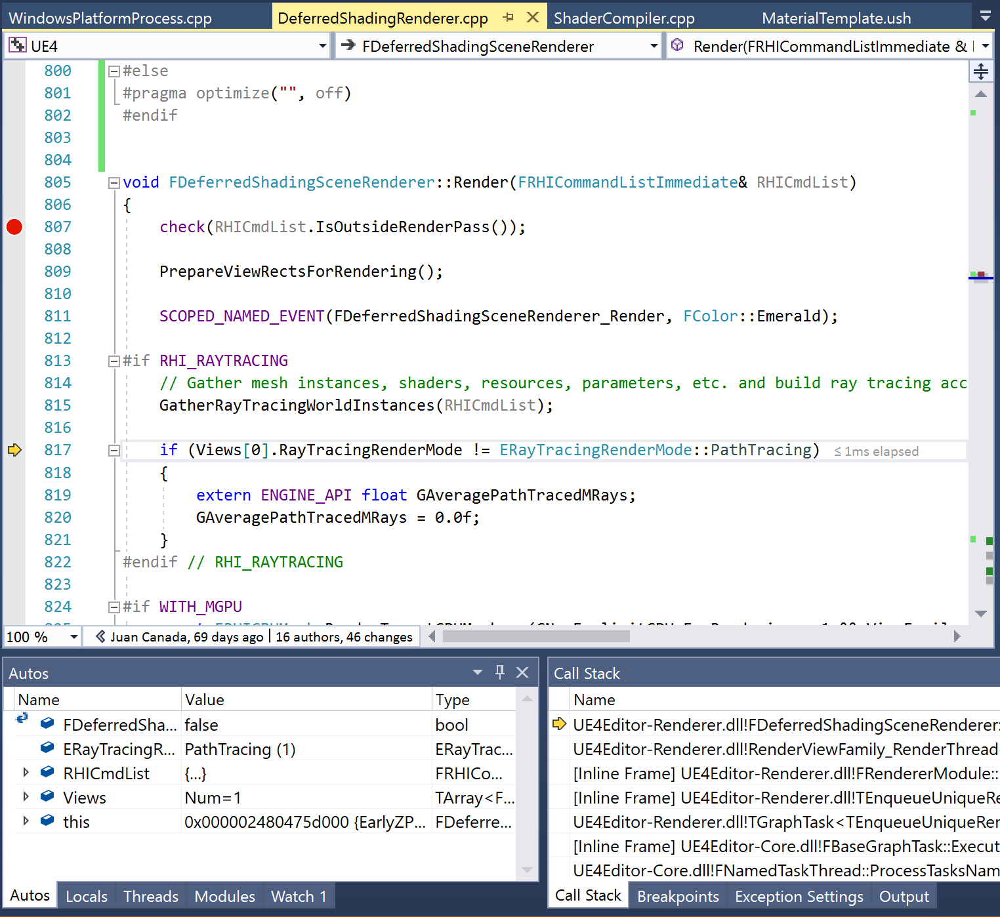 WindowsPlatformProcess.cpp DeferredShadingRenderer.cpp ShaderCompiler.cpp MaterialTemplate.ush
UE4 FDeferredShadingSceneRenderer Render(FRHICommandListImmediate &
800 #else
801 #pragma optimize("", off)
802 #endif
803
804
805 void FDeferredShadingSceneRenderer::Render(FRHICommandListImmediate& RHICmdList)
806 {
807 check(RHICmdList.IsOutsideRenderPass());
808
809 PrepareViewRectsForRendering();
810
811 SCOPED_NAMED_EVENT(FDeferredShadingSceneRenderer_Render, FColor::Emerald);
812
813 #if RHI_RAYTRACING
814 // Gather mesh instances, shaders, resources, parameters, etc. and build ray tracing acc
815 GatherRayTracingWorldInstances(RHICmdList);
816
817 if (Views[0].RayTracingRenderMode != ERayTracingRenderMode::PathTracing) ≤ 1ms elapsed
818 {
819 extern ENGINE_API float GAveragePathTracedMRays;
820 GAveragePathTracedMRays = 0.0f;
821 }
822 #endif // RHI_RAYTRACING
823
824 #if WITH_MGPU
100 % Juan Canada, 69 days ago | 16 authors, 46 changes
Autos
Name Value Type
FDeferredSha... false bool
ERayTracingR... PathTracing (1) ERayTrac...
RHICmdList {...} FRHICo...
Views Num=1 TArray<F...
this 0x000002480475d000 {EarlyZP... FDeferre...
Autos Locals Threads Modules Watch 1
Call Stack
Name
UE4Editor-Renderer.dll!FDeferredShadingSceneRenderer:
UE4Editor-Renderer.dll!RenderViewFamily_RenderThread
[Inline Frame] UE4Editor-Renderer.dll!FRendererModule::
[Inline Frame] UE4Editor-Renderer.dll!TEnqueueUniqueRe
UE4Editor-Renderer.dll!TGraphTask<TEnqueueUniqueRen
[Inline Frame] UE4Editor-Core.dll!FBaseGraphTask::Execut
UE4Editor-Core.dll!FNamedTaskThread::ProcessTasksNam
Call Stack Breakpoints Exception Settings Output